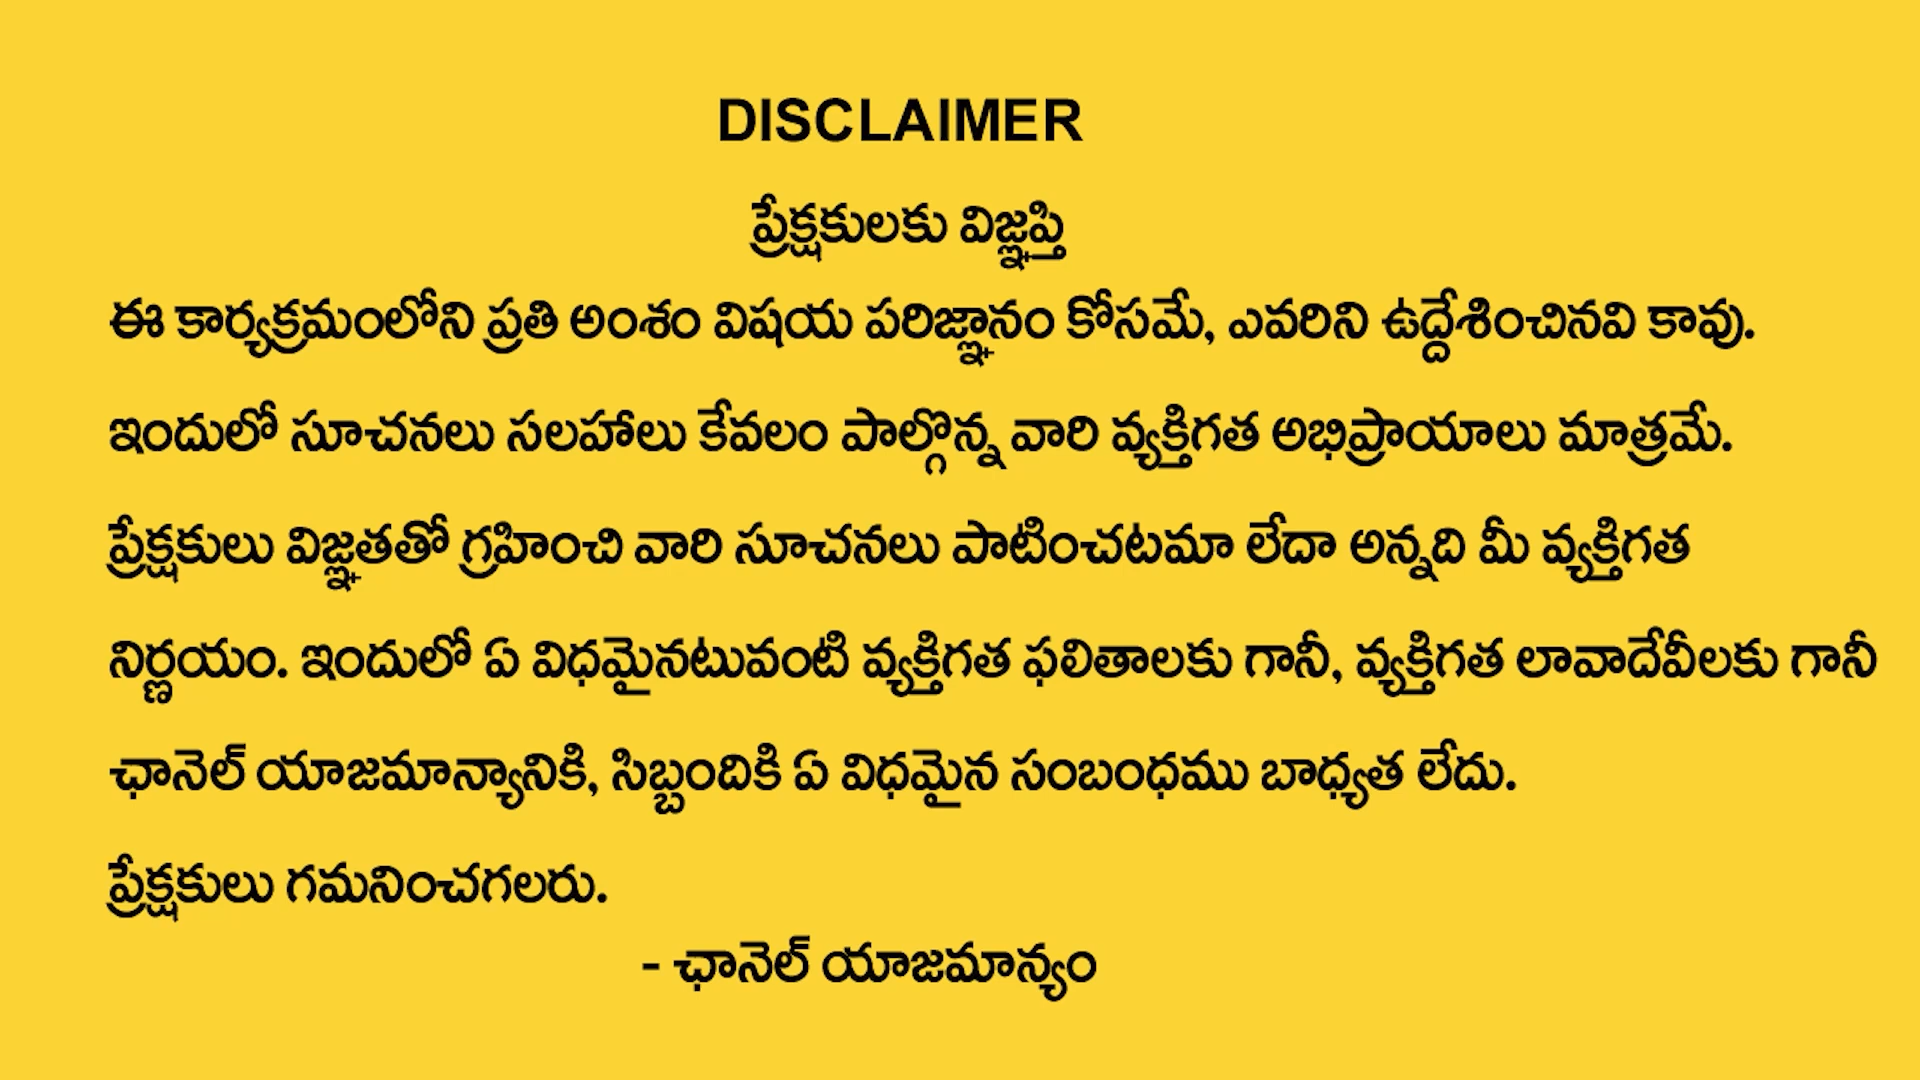 DISCLAIMER
ప్రేక్షకులకు విజ్ఞప్తి
ఈ కార్యక్రమంలోని ప్రతి అంశం విషయ పరిజ్ఞానం కోసమే, ఎవరిని ఉద్దేశించినవి కావు.
ఇందులో సూచనలు సలహాలు కేవలం పాల్గొన్న వారి వ్యక్తిగత అభిప్రాయాలు మాత్రమే.
ప్రేక్షకులు విజ్ఞతతో గ్రహించి వారి సూచనలు పాటించటమా లేదా అన్నది మీ వ్యక్తిగత
నిర్ణయం. ఇందులో ఏ విధమైనటువంటి వ్యక్తిగత ఫలితాలకు గానీ, వ్యక్తిగత లావాదేవీలకు గానీ
ఛానెల్ యాజమాన్యానికి, సిబ్బందికి ఏ విధమైన సంబంధము బాధ్యత లేదు.
ప్రేక్షకులు గమనించగలరు.
- ఛానెల్ యాజమాన్యం